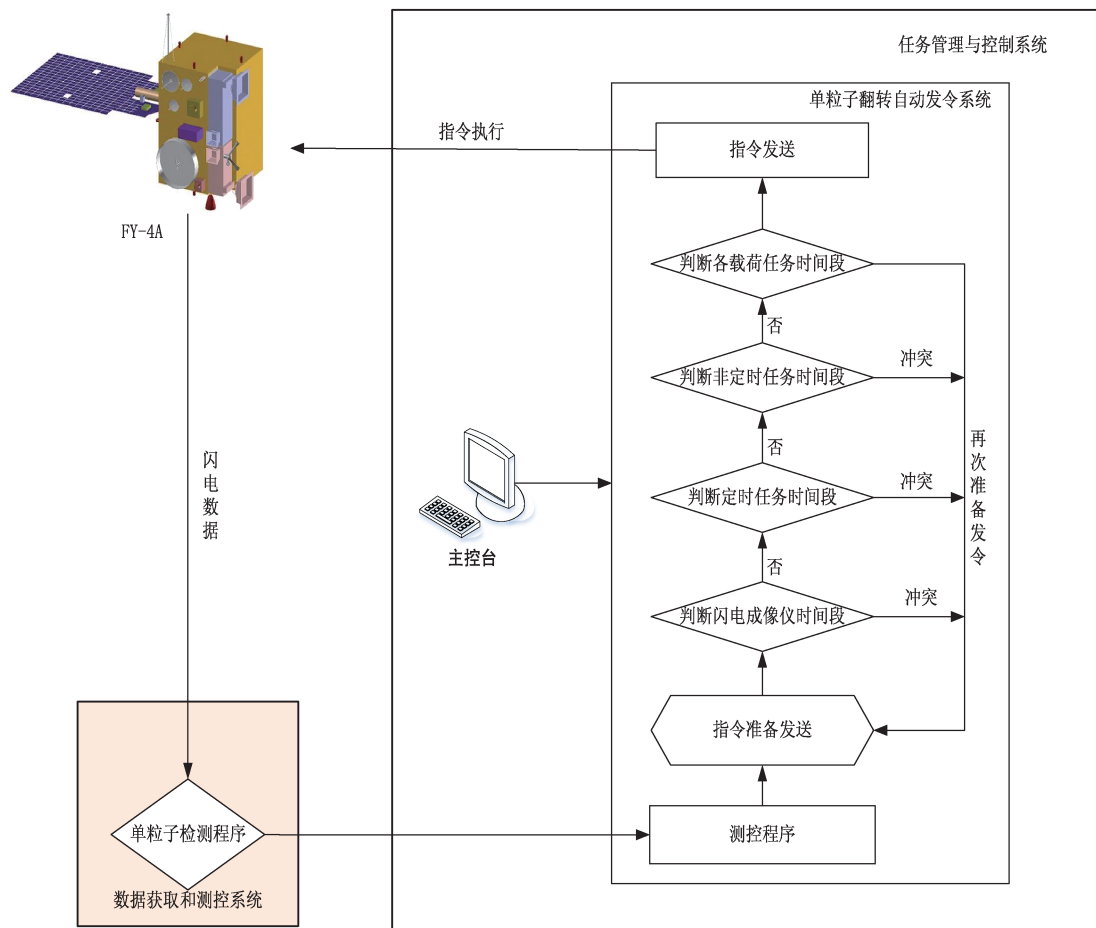 任务管理与控制系统
单粒子翻转自动发令系统
指令执行
指令发送
FY-4A
判断各载荷任务时间段
否
冲突
判断非定时任务时间段
再次准备发令
否
闪电数据
冲突
判断定时任务时间段
主控台
否
冲突
判断闪电成像仪时间段
指令准备发送
单粒子检测程序
测控程序
数据获取和测控系统